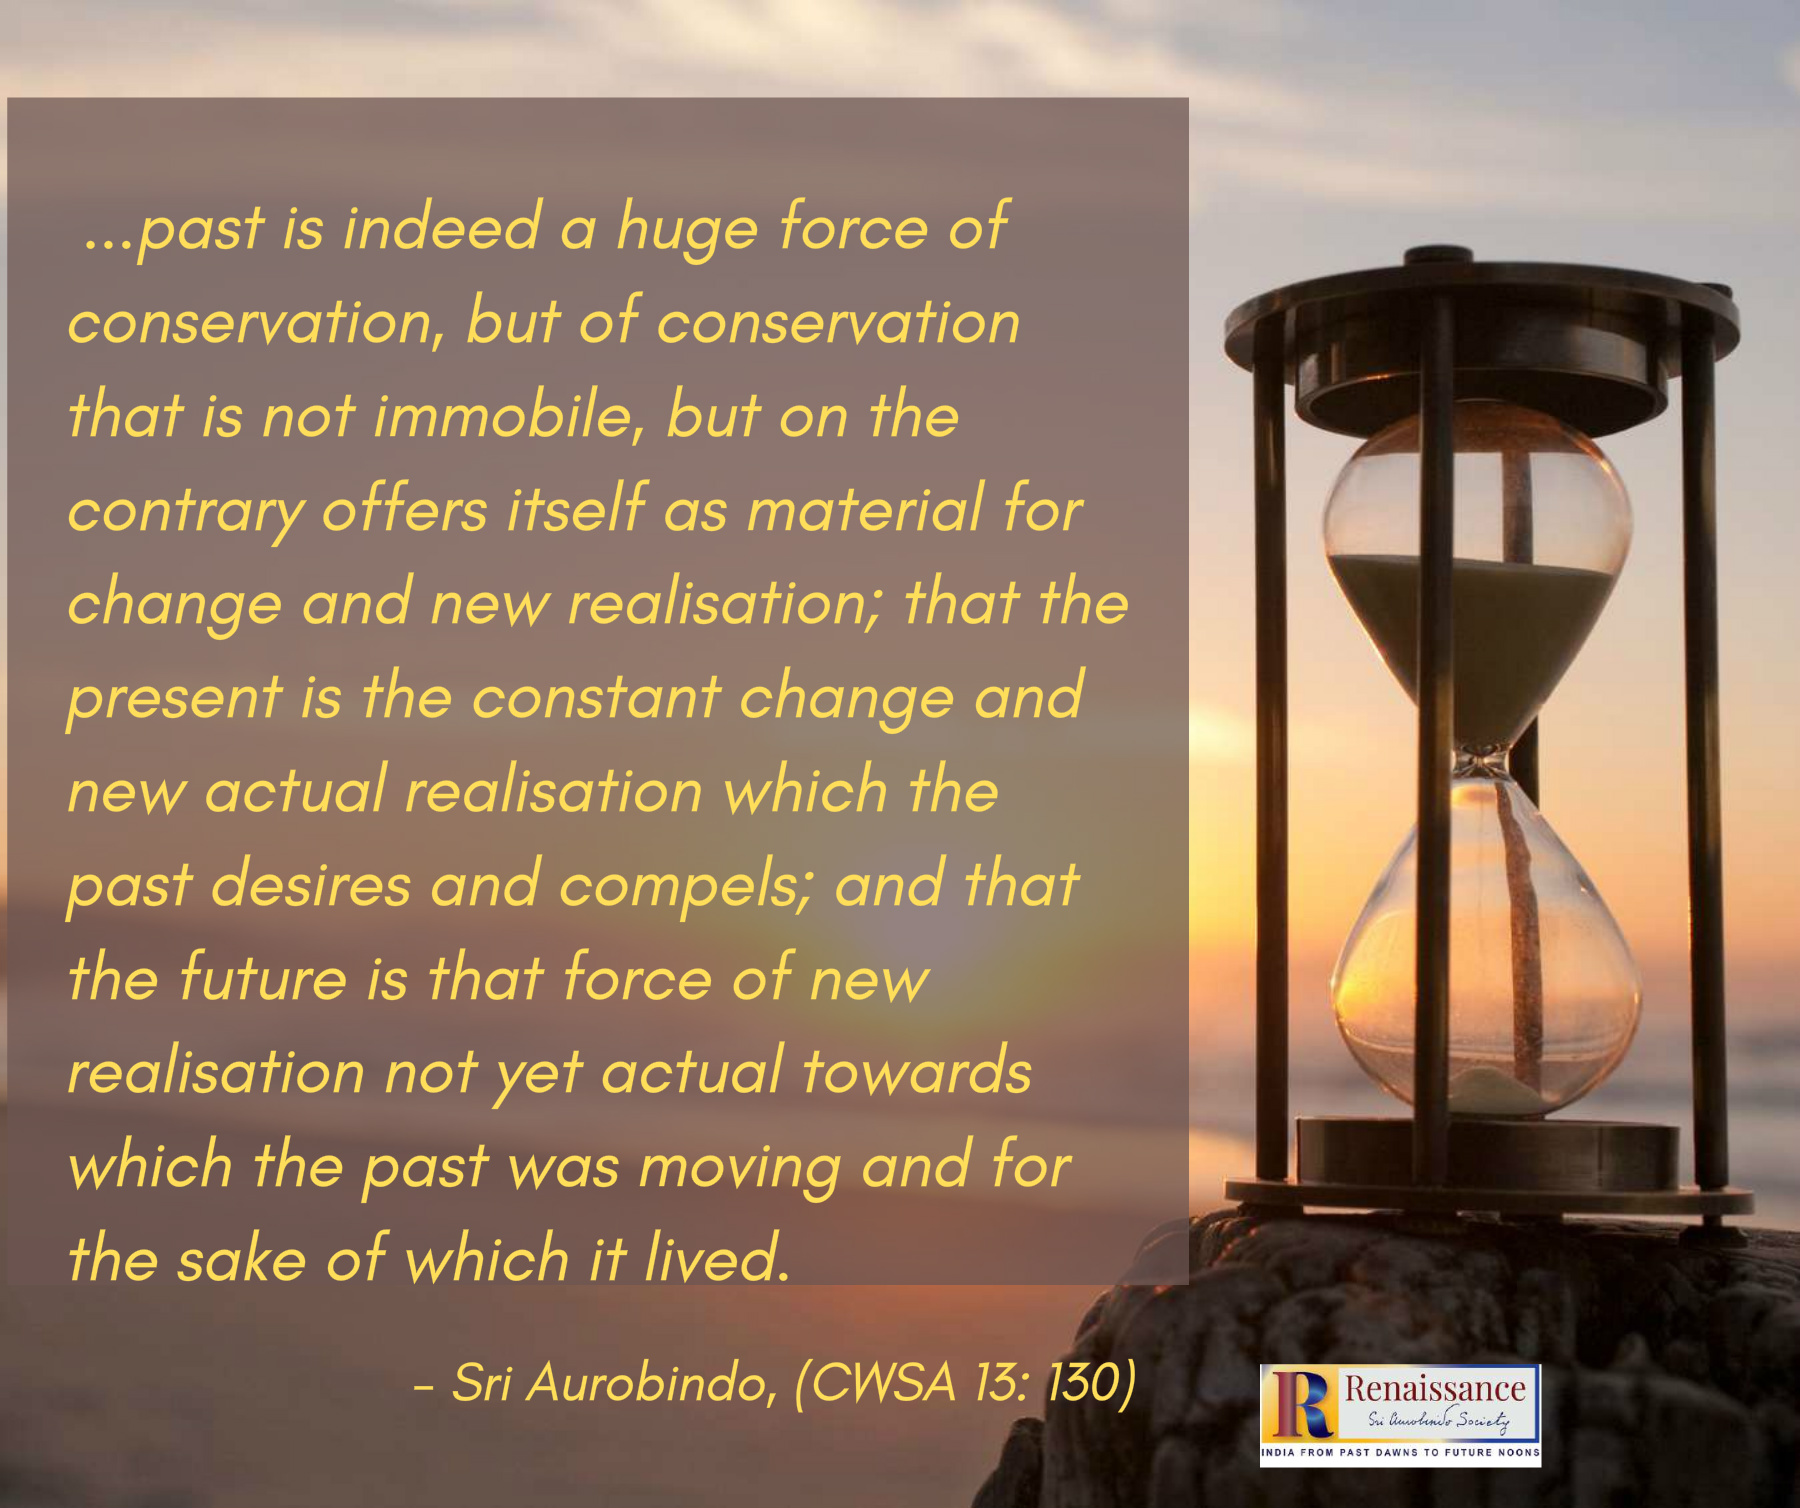 ...past is indeed a huge force of
conservation, but of conservation
that is not immobile, but on the
contrary offers itself as material for
change and new realisation; that the
present is the constant change and
new actual realisation which the
past desires and compels; and that
the future is that force of new
realisation not yet actual towards
which the past was moving and for
the sake of which it lived.
– Sri Aurobindo, (CWSA 13: 130)
R Renaissance
Sri Aurobindo Society
INDIA FROM PAST DAWNS TO FUTURE NOONS